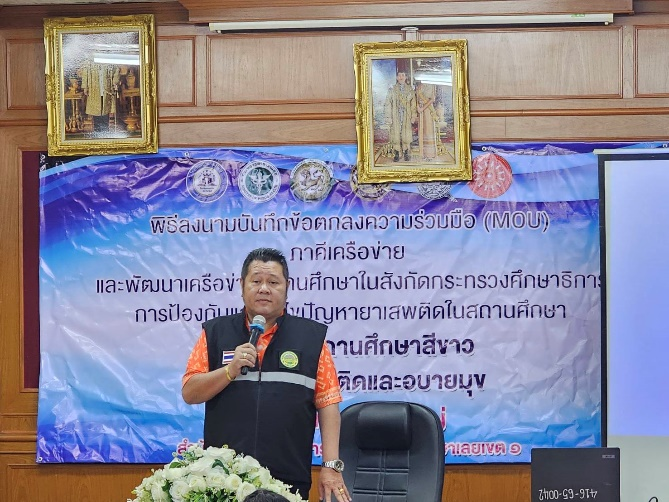 พิธีลงนามบันทึกข้อตกลงความร่วมมือ (MOU)
ภาคีเครือข่าย
และพัฒนาเครือข่ านศึกษาในสังกัดกระทรวงศึกษาธิการ
การป้องกันแ ปัญหายาเสพติดในสถานศึกษา
านศึกษาสีขาว
ติดและอบายมุข
าเลยเขต ๑
416-65-0042